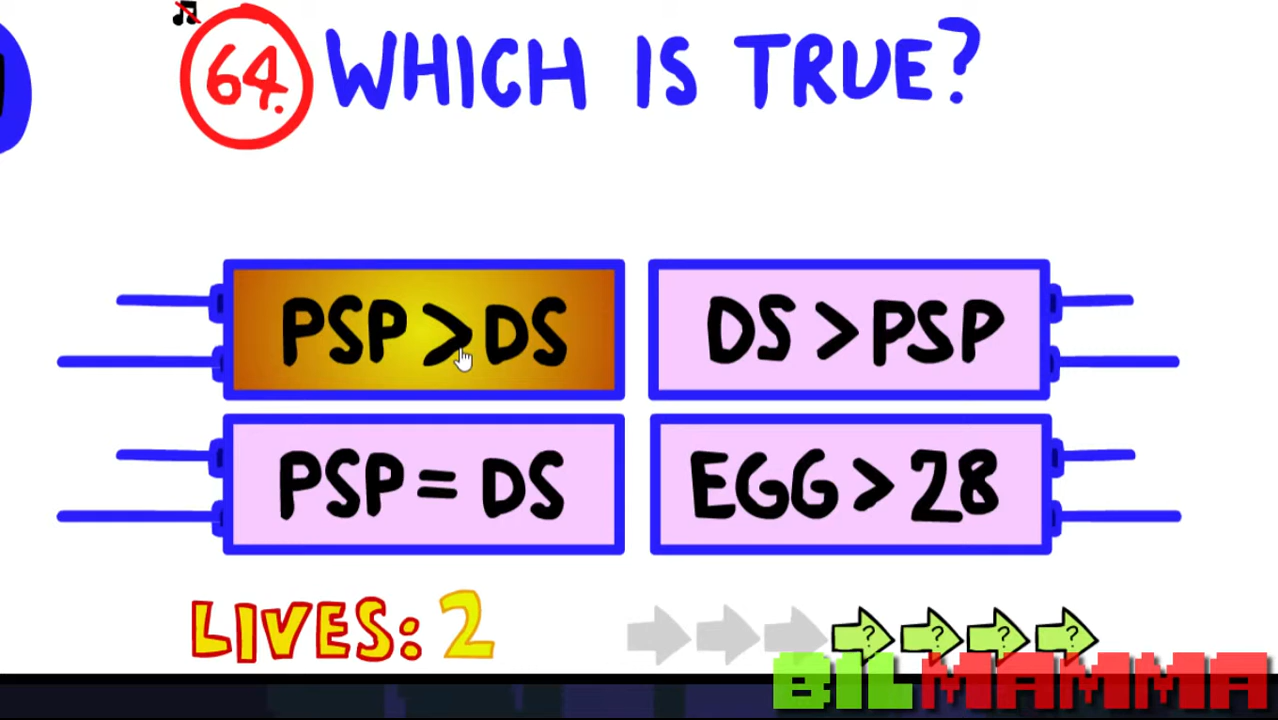 64. WHICH IS TRUE?
PSP > DS
DS > PSP
PSP = DS
EGG > 28
LIVES: 2
? ? ? ?
BILMAMMA